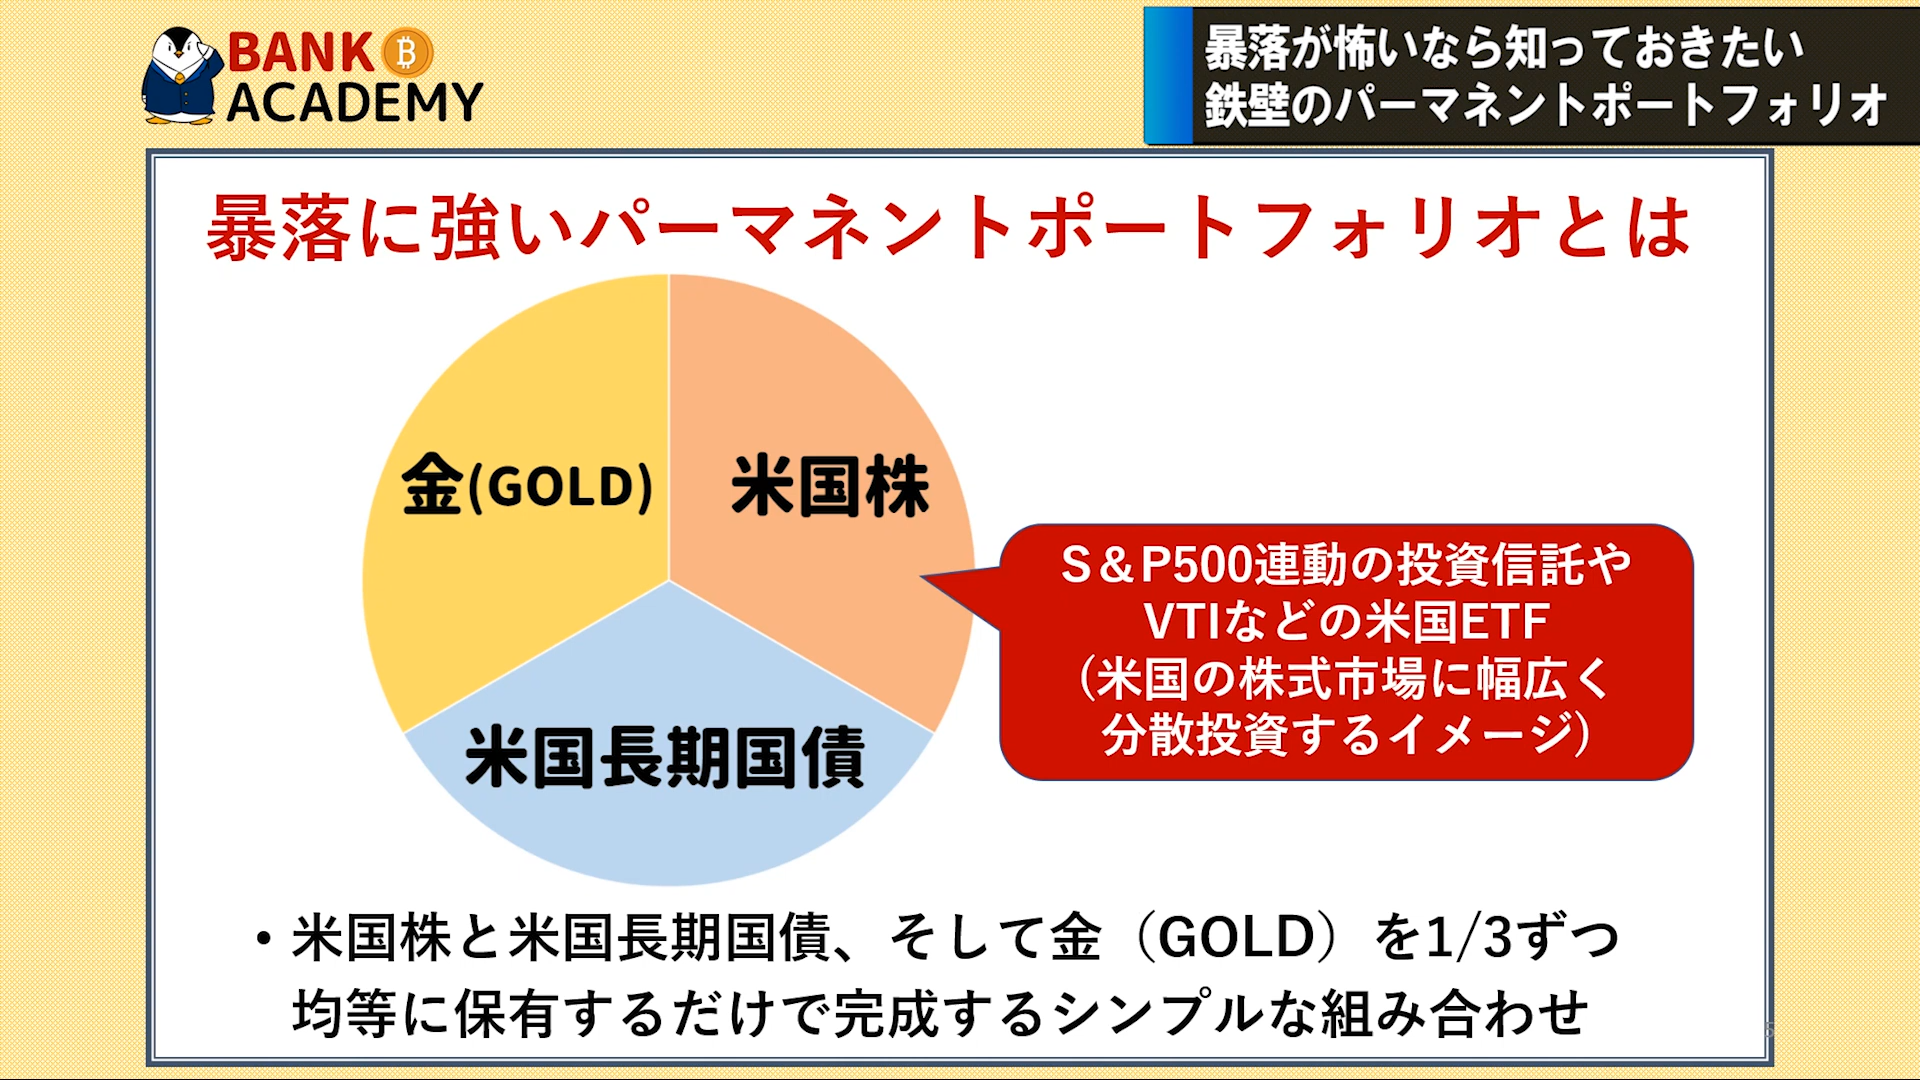 BANK
ACADEMY
暴落が怖いなら知っておきたい
鉄壁のパーマネントポートフォリオ
暴落に強いパーマネントポートフォリオとは
金(GOLD)
米国株
S&P500連動の投資信託や
VTIなどの米国ETF
(米国の株式市場に幅広く
分散投資するイメージ)
米国長期国債
・米国株と米国長期国債、そして金（GOLD）を1/3ずつ
均等に保有するだけで完成するシンプルな組み合わせ
5